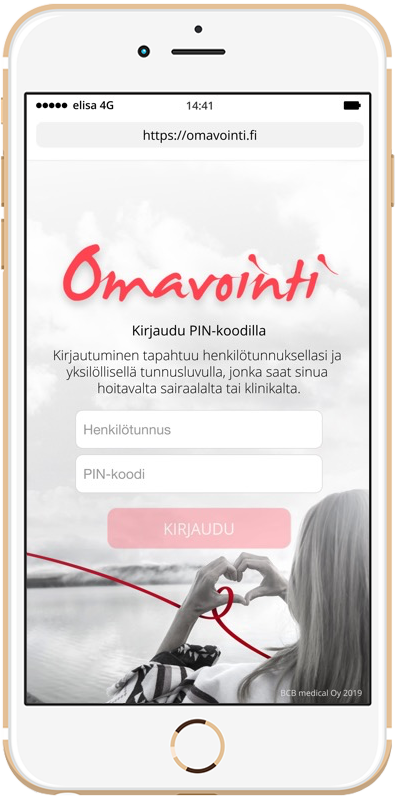 elisa 4G 14:41
https://omavointi.fi
Omavointi
Kirjaudu PIN-koodilla
Kirjautuminen tapahtuu henkilötunnuksellasi ja
yksilöllisellä tunnusluvulla, jonka saat sinua
hoitavalta sairaalalta tai klinikalta.
Henkilötunnus
PIN-koodi
KIRJAUDU
BCB medical Oy 2019